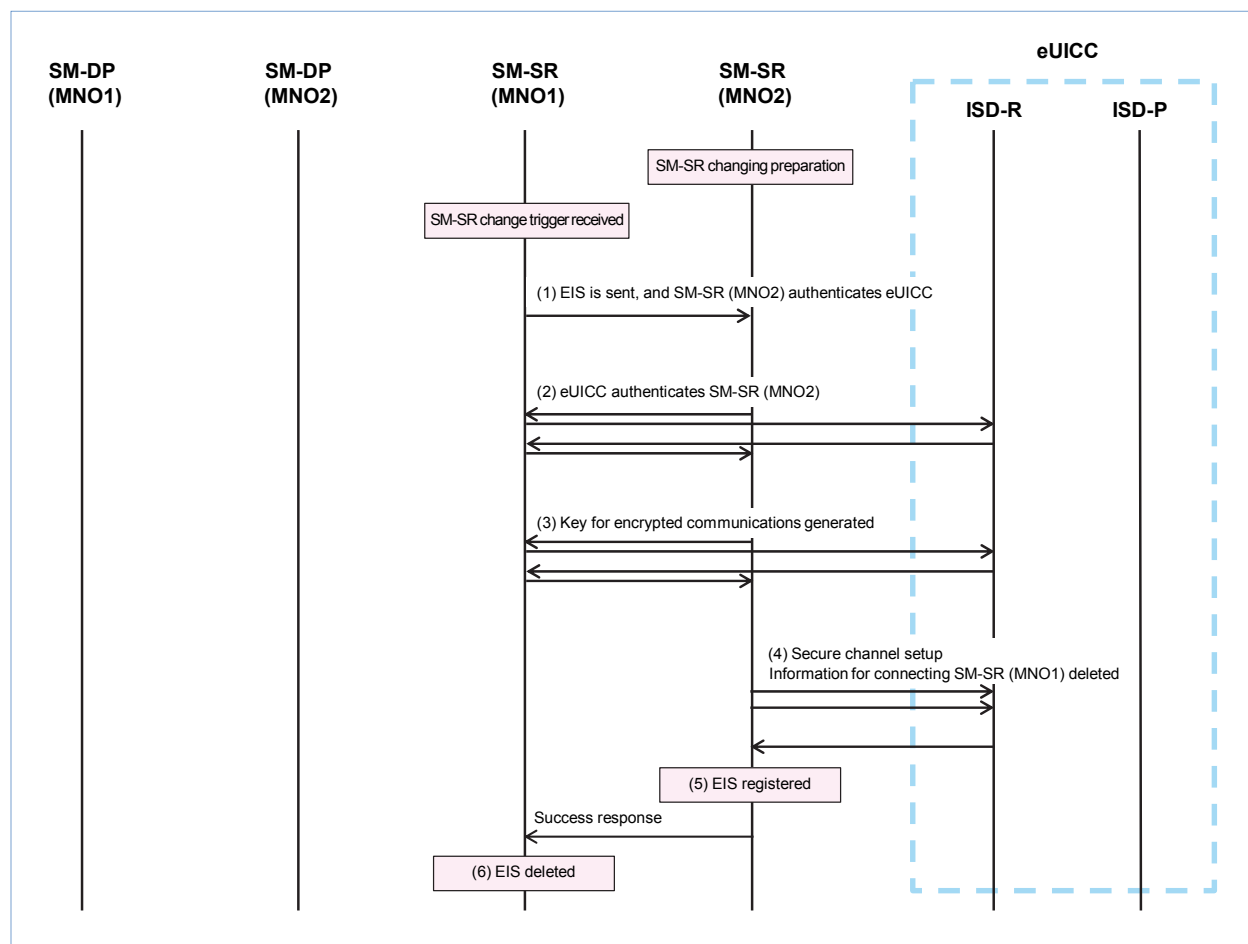 eUICC
SM-DP
(MNO1)
SM-DP
(MNO2)
SM-SR
(MNO1)
SM-SR
(MNO2)
ISD-R
ISD-P
SM-SR changing preparation
SM-SR change trigger received
(1) EIS is sent, and SM-SR (MNO2) authenticates eUICC
(2) eUICC authenticates SM-SR (MNO2)
(3) Key for encrypted communications generated
(4) Secure channel setup
Information for connecting SM-SR (MNO1) deleted
(5) EIS registered
Success response
(6) EIS deleted